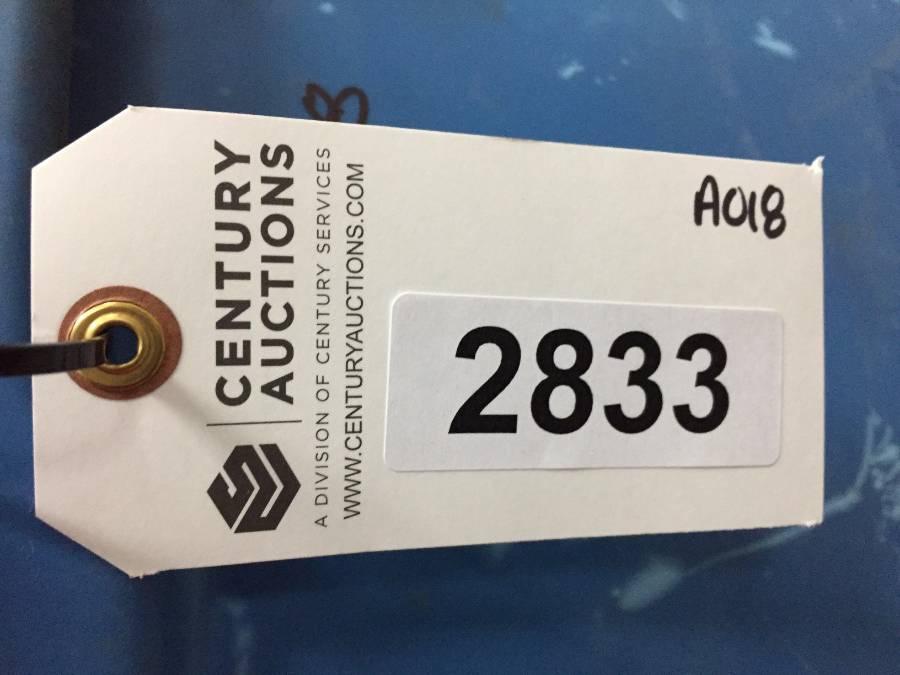 CENTURY
AUCTIONS
A DIVISION OF CENTURY SERVICES
WWW.CENTURYAUCTIONS.COM
A018
2833